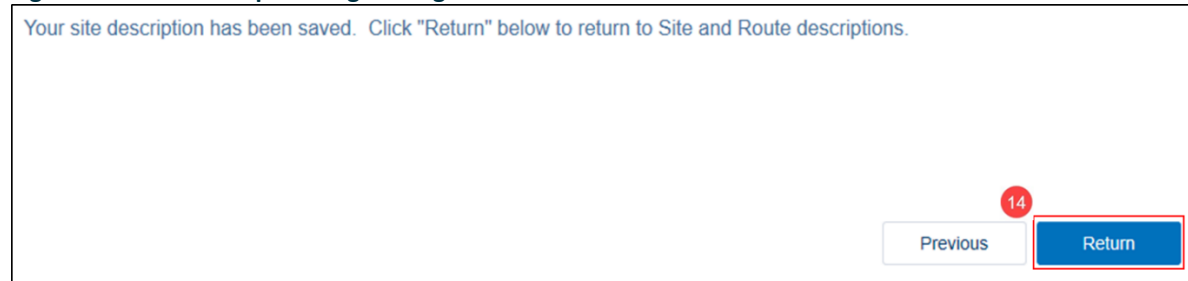 Your site description has been saved.  Click "Return" below to return to Site and Route descriptions.
14
Previous
Return